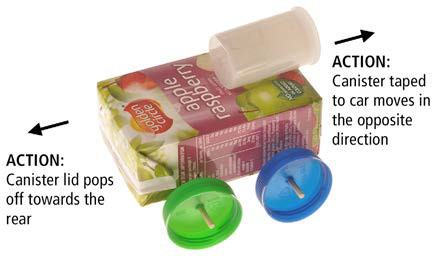 ACTION:
Canister taped
to car moves in
the opposite
direction
ACTION:
Canister lid pops
off towards the
rear
golden
circle
apple
raspberry